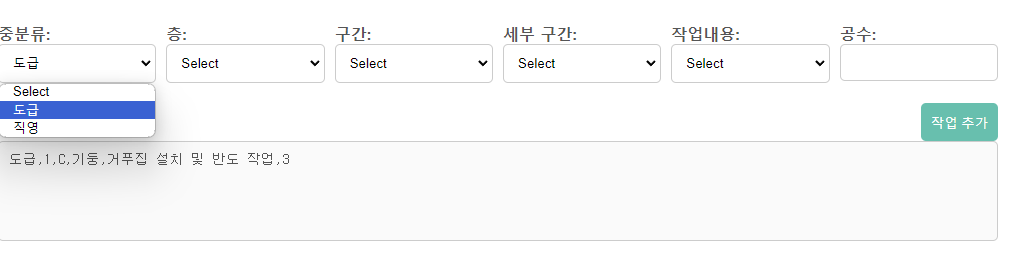 중분류: 층: 구간: 세부 구간: 작업내용: 공수:
도급 Select Select Select Select
Select
도급
직영
작업 추가
도급,1,C,기둥,거푸집 설치 및 반도 작업,3